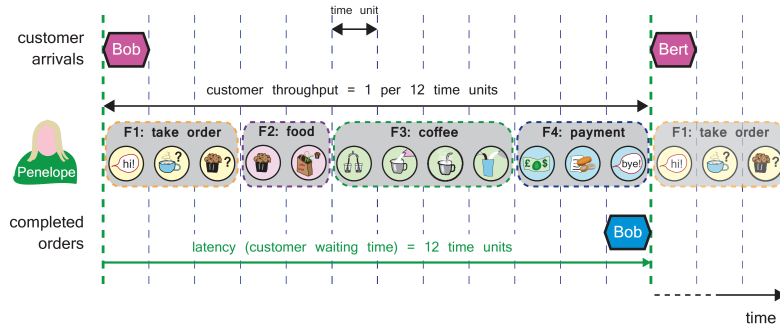 time unit
customer
arrivals
Bob
Bert
customer throughput = 1 per 12 time units
F1: take order
F2: food
F3: coffee
F4: payment
F1: take order
hi!
?
?
£ $
bye!
hi!
?
?
Penelope
completed
orders
Bob
latency (customer waiting time) = 12 time units
time